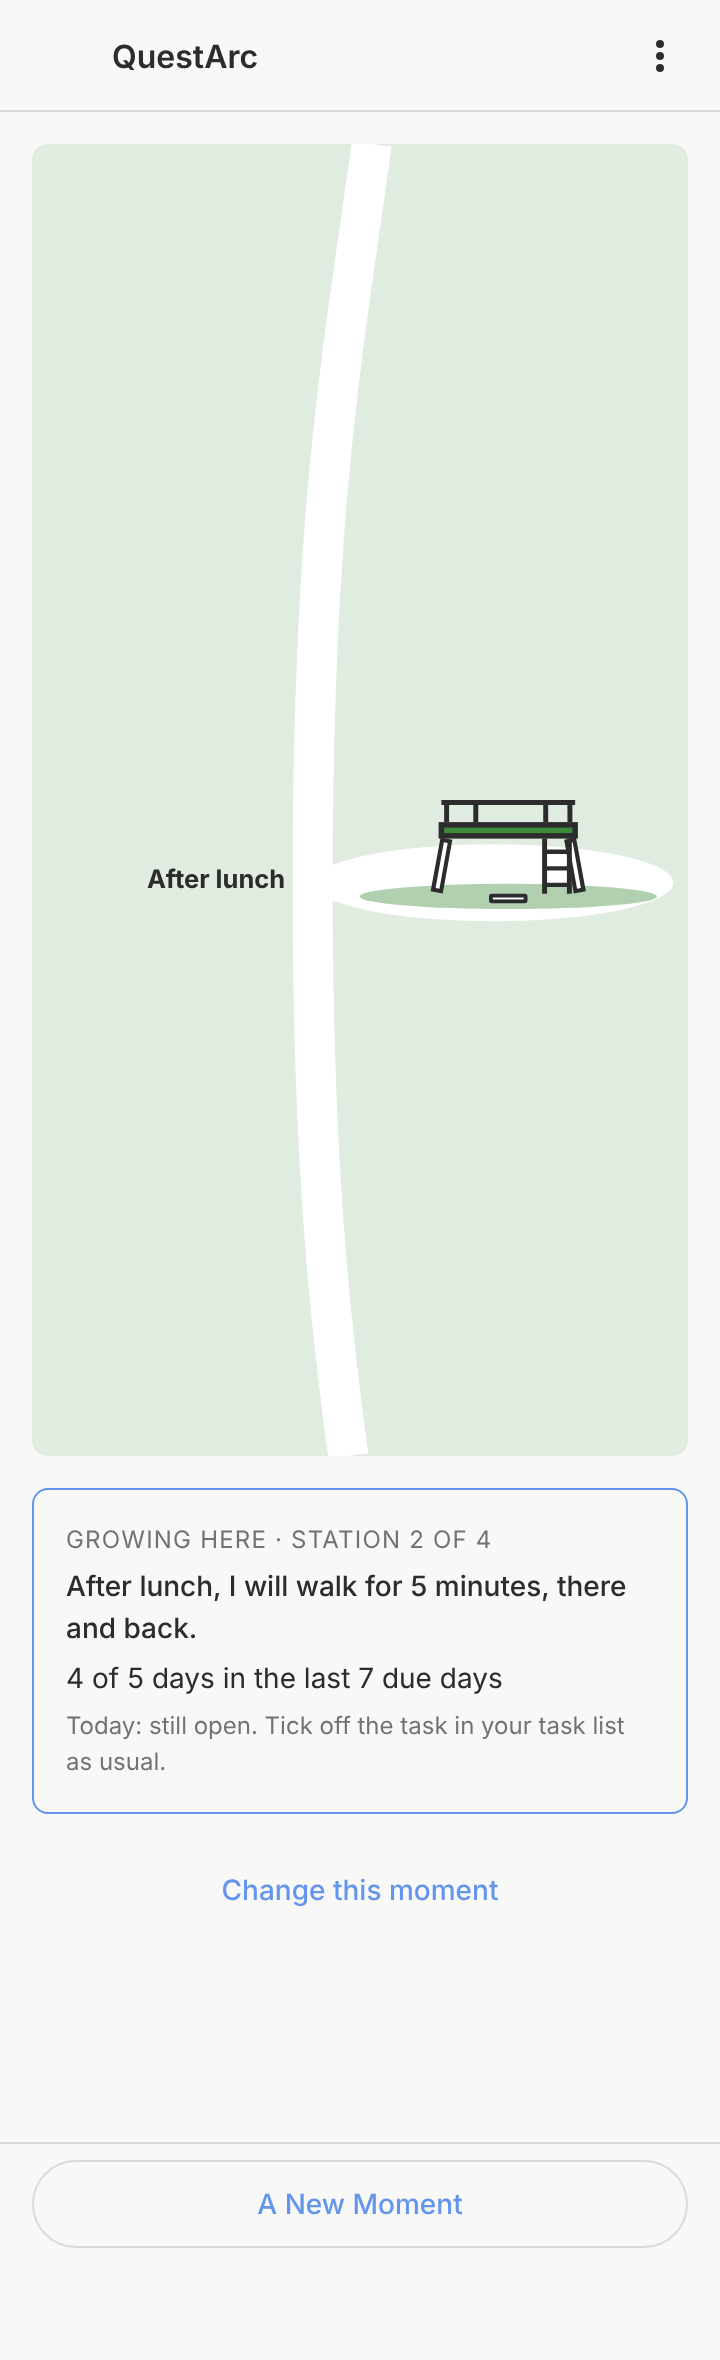 QuestArc
After lunch
GROWING HERE · STATION 2 OF 4
After lunch, I will walk for 5 minutes, there
and back.
4 of 5 days in the last 7 due days
Today: still open. Tick off the task in your task list
as usual.
Change this moment
A New Moment